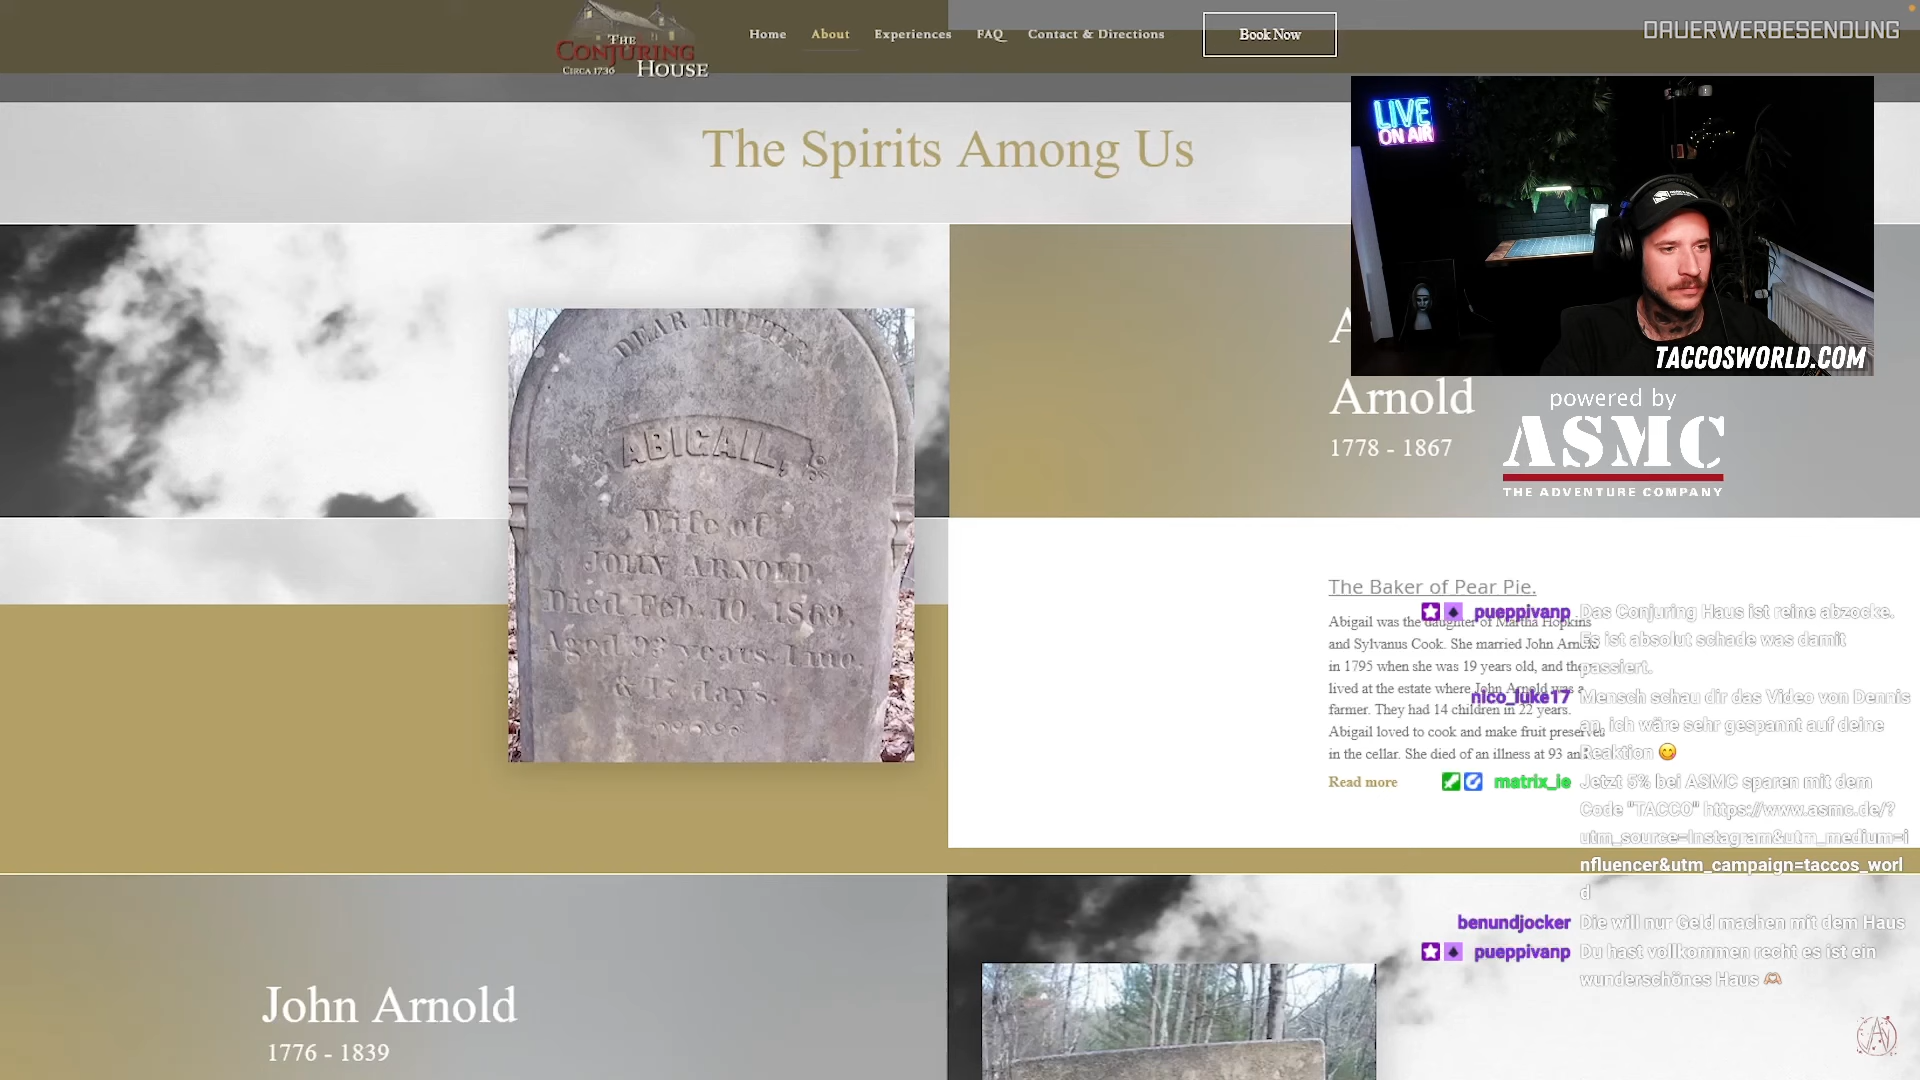 THE
CONJURING
HOUSE
CIRCA 1736
Home
About
Experiences
FAQ
Contact & Directions
Book Now
DAUERWERBESENDUNG
LIVE
ON AIR
The Spirits Among Us
TACCOSWORLD.COM
powered by
ASMC
THE ADVENTURE COMPANY
A
Arnold
1778 - 1867
DEAR MOTHER
ABIGAIL,
Wife of
JOHN ARNOLD.
Died Feb. 10, 1869.
Aged 93 years 1 mo.
& 17 days.
The Baker of Pear Pie.
Abigail was the daughter of Martha Hopkins
and Sylvanus Cook. She married John Arnold
in 1795 when she was 19 years old, and they
lived at the estate where John Arnold was a
farmer. They had 14 children in 22 years.
Abigail loved to cook and make fruit preserves
in the cellar. She died of an illness at 93 and
Read more
pueppivanp
Das Conjuring Haus ist reine abzocke.
Es ist absolut schade was damit
passiert.
nico_luke17
Mensch schau dir das Video von Dennis
an, ich wäre sehr gespannt auf deine
Reaktion 😋
matrix_ie
Jetzt 5% bei ASMC sparen mit dem
Code "TACCO" https://www.asmc.de/?
utm_source=Instagram&utm_medium=i
nfluencer&utm_campaign=taccos_worl
d
benundjocker
Die will nur Geld machen mit dem Haus
pueppivanp
Du hast vollkommen recht es ist ein
wunderschönes Haus 🫶🏼
John Arnold
1776 - 1839